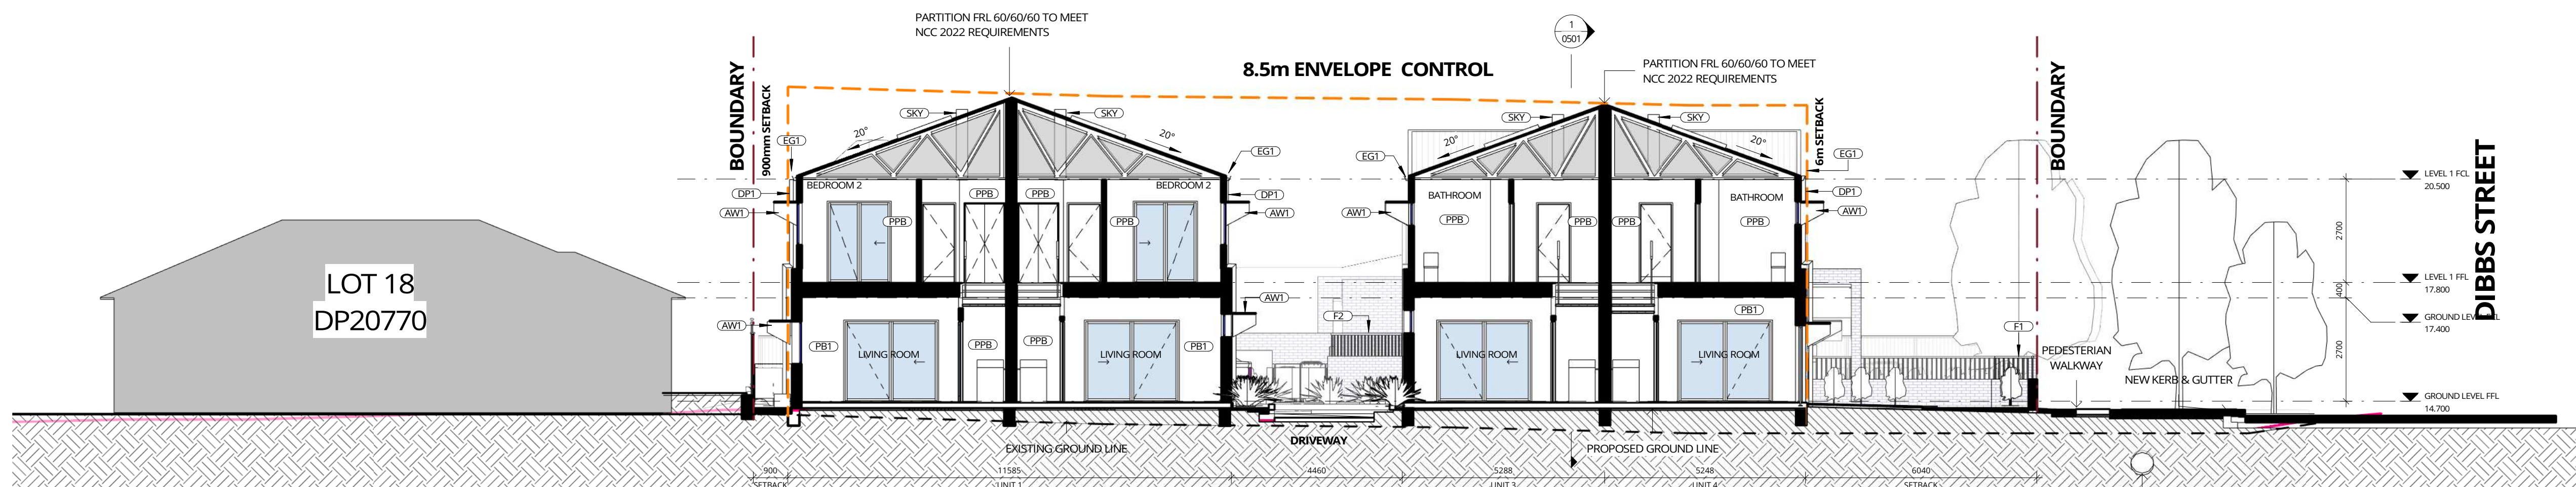 PARTITION FRL 60/60/60 TO MEET
NCC 2022 REQUIREMENTS
1
0501
8.5m ENVELOPE CONTROL
PARTITION FRL 60/60/60 TO MEET
NCC 2022 REQUIREMENTS
BOUNDARY
900mm SETBACK
6m SETBACK
BOUNDARY
DIBBS STREET
SKY
SKY
SKY
SKY
20°
20°
20°
20°
EG1
EG1
EG1
EG1
LEVEL 1 FCL
20.500
BEDROOM 2
BEDROOM 2
DP1
DP1
DP1
PPB
PPB
BATHROOM
BATHROOM
AW1
AW1
AW1
AW1
PPB
PPB
PPB
PPB
PPB
PPB
2700
LOT 18
DP20770
LEVEL 1 FFL
17.800
400
AW1
AW1
F2
PB1
F1
GROUND LEVEL
17.400
PB1
PPB
PPB
PB1
LIVING ROOM
LIVING ROOM
LIVING ROOM
LIVING ROOM
2700
PEDESTERIAN
WALKWAY
NEW KERB & GUTTER
GROUND LEVEL FFL
14.700
DRIVEWAY
EXISTING GROUND LINE
PROPOSED GROUND LINE
900
11585
4460
5288
5248
6040
SETBACK
UNIT 1
UNIT 3
UNIT 4
SETBACK